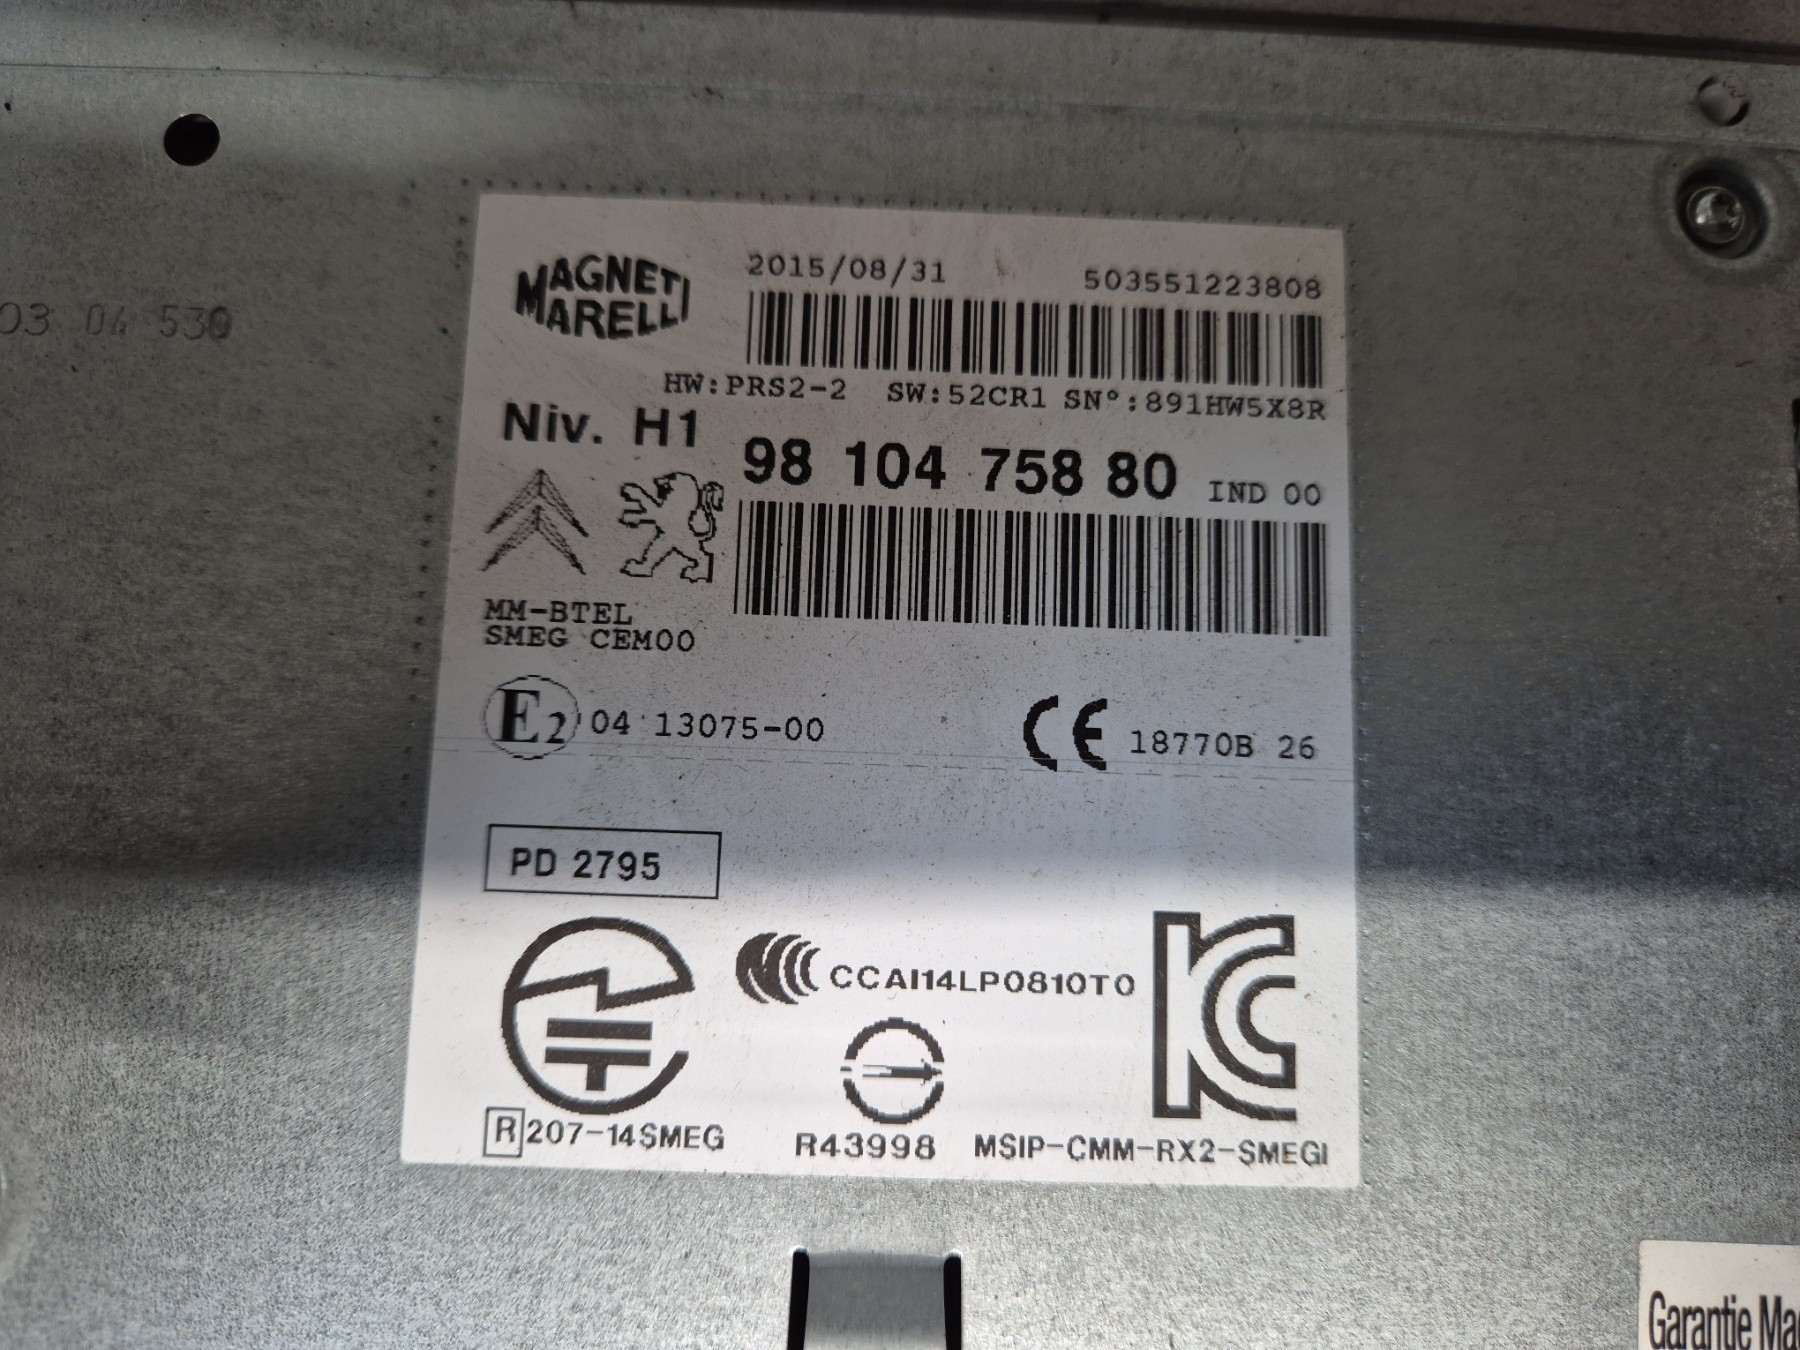 03 04 530
MAGNETI
MARELLI
2015/08/31 503551223808
HW:PRS2-2 SW:52CR1 SN°:891HW5X8R
Niv. H1
98 104 758 80 IND 00
MM-BTEL
SMEG CEM00
E2 04 13075-00
CE 18770B 26
PD 2795
CCAI14LP0810T0
R 207-14SMEG
R43998
MSIP-CMM-RX2-SMEGI
Garantie